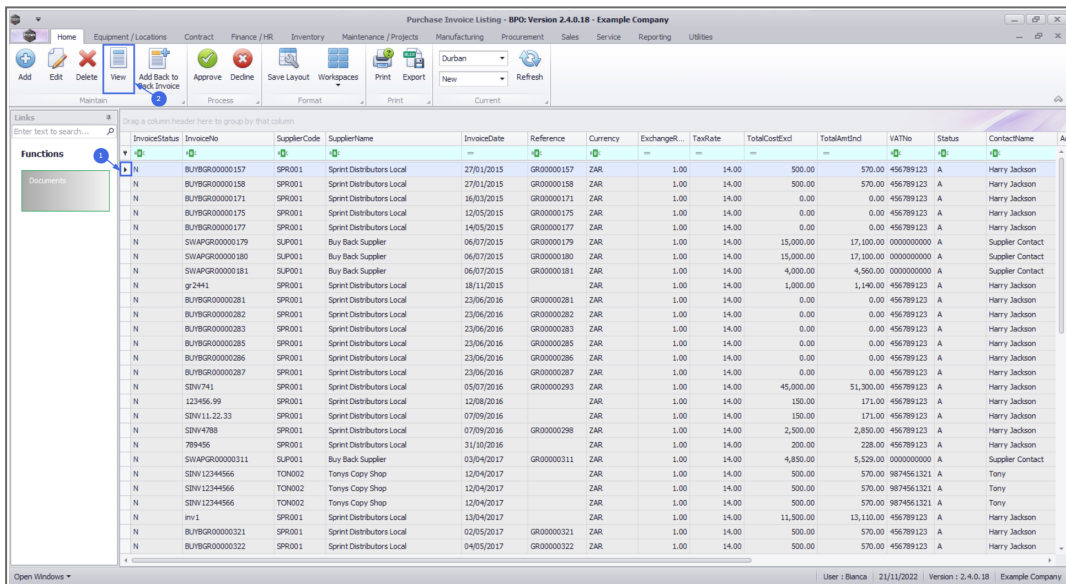 Purchase Invoice Listing - BPO: Version 2.4.0.18 - Example Company
Home Equipment / Locations Contract Finance / HR Inventory Maintenance / Projects Manufacturing Procurement Sales Service Reporting Utilities
Add Edit Delete View Add Back to Back Invoice Approve Decline Save Layout Workspaces Print Export Durban New Refresh
Maintain 2 Process Format Print Current
Links
Enter text to search...
Functions
Documents
1
Drag a column header here to group by that column
InvoiceStatus InvoiceNo SupplierCode SupplierName InvoiceDate Reference Currency ExchangeR... TaxRate TotalCostExcl TotalAmtIncl VATNo Status ContactName
N BUYBGR00000157 SPR001 Sprint Distributors Local 27/01/2015 GR00000157 ZAR 1.00 14.00 500.00 570.00 456789123 A Harry Jackson
N BUYBGR00000158 SPR001 Sprint Distributors Local 27/01/2015 GR00000158 ZAR 1.00 14.00 500.00 570.00 456789123 A Harry Jackson
N BUYBGR00000171 SPR001 Sprint Distributors Local 16/03/2015 GR00000171 ZAR 1.00 14.00 0.00 0.00 456789123 A Harry Jackson
N BUYBGR00000175 SPR001 Sprint Distributors Local 12/05/2015 GR00000175 ZAR 1.00 14.00 0.00 0.00 456789123 A Harry Jackson
N BUYBGR00000177 SPR001 Sprint Distributors Local 14/05/2015 GR00000177 ZAR 1.00 14.00 0.00 0.00 456789123 A Harry Jackson
N SWAPGR00000179 SUP001 Buy Back Supplier 06/07/2015 GR00000179 ZAR 1.00 14.00 15,000.00 17,100.00 0000000000 A Supplier Contact
N SWAPGR00000180 SUP001 Buy Back Supplier 06/07/2015 GR00000180 ZAR 1.00 14.00 15,000.00 17,100.00 0000000000 A Supplier Contact
N SWAPGR00000181 SUP001 Buy Back Supplier 06/07/2015 GR00000181 ZAR 1.00 14.00 4,000.00 4,560.00 0000000000 A Supplier Contact
N gr2441 SPR001 Sprint Distributors Local 18/11/2015 ZAR 1.00 14.00 1,000.00 1,140.00 456789123 A Harry Jackson
N BUYBGR00000281 SPR001 Sprint Distributors Local 23/06/2016 GR00000281 ZAR 1.00 14.00 0.00 0.00 456789123 A Harry Jackson
N BUYBGR00000282 SPR001 Sprint Distributors Local 23/06/2016 GR00000282 ZAR 1.00 14.00 0.00 0.00 456789123 A Harry Jackson
N BUYBGR00000283 SPR001 Sprint Distributors Local 23/06/2016 GR00000283 ZAR 1.00 14.00 0.00 0.00 456789123 A Harry Jackson
N BUYBGR00000285 SPR001 Sprint Distributors Local 23/06/2016 GR00000285 ZAR 1.00 14.00 0.00 0.00 456789123 A Harry Jackson
N BUYBGR00000286 SPR001 Sprint Distributors Local 23/06/2016 GR00000286 ZAR 1.00 14.00 0.00 0.00 456789123 A Harry Jackson
N BUYBGR00000287 SPR001 Sprint Distributors Local 23/06/2016 GR00000287 ZAR 1.00 14.00 0.00 0.00 456789123 A Harry Jackson
N SINV741 SPR001 Sprint Distributors Local 05/07/2016 GR00000293 ZAR 1.00 14.00 45,000.00 51,300.00 456789123 A Harry Jackson
N 123456.99 SPR001 Sprint Distributors Local 12/08/2016 ZAR 1.00 14.00 150.00 171.00 456789123 A Harry Jackson
N SINV11.22.33 SPR001 Sprint Distributors Local 07/09/2016 ZAR 1.00 14.00 150.00 171.00 456789123 A Harry Jackson
N SINV4788 SPR001 Sprint Distributors Local 07/09/2016 GR00000298 ZAR 1.00 14.00 2,500.00 2,850.00 456789123 A Harry Jackson
N 789456 SPR001 Sprint Distributors Local 31/10/2016 ZAR 1.00 14.00 200.00 228.00 456789123 A Harry Jackson
N SWAPGR00000311 SUP001 Buy Back Supplier 03/04/2017 GR00000311 ZAR 1.00 14.00 4,850.00 5,529.00 0000000000 A Supplier Contact
N SINV12344566 TON002 Tonys Copy Shop 12/04/2017 ZAR 1.00 14.00 500.00 570.00 9874561321 A Tony
N SINV12344566 TON002 Tonys Copy Shop 12/04/2017 ZAR 1.00 14.00 500.00 570.00 9874561321 A Tony
N SINV12344566 TON002 Tonys Copy Shop 12/04/2017 ZAR 1.00 14.00 500.00 570.00 9874561321 A Tony
N inv1 SPR001 Sprint Distributors Local 13/04/2017 ZAR 1.00 14.00 11,500.00 13,110.00 456789123 A Harry Jackson
N BUYBGR00000321 SPR001 Sprint Distributors Local 02/05/2017 GR00000321 ZAR 1.00 14.00 500.00 570.00 456789123 A Harry Jackson
N BUYBGR00000322 SPR001 Sprint Distributors Local 04/05/2017 GR00000322 ZAR 1.00 14.00 500.00 570.00 456789123 A Harry Jackson
Open Windows User : Bianca 21/11/2022 Version : 2.4.0.18 Example Company